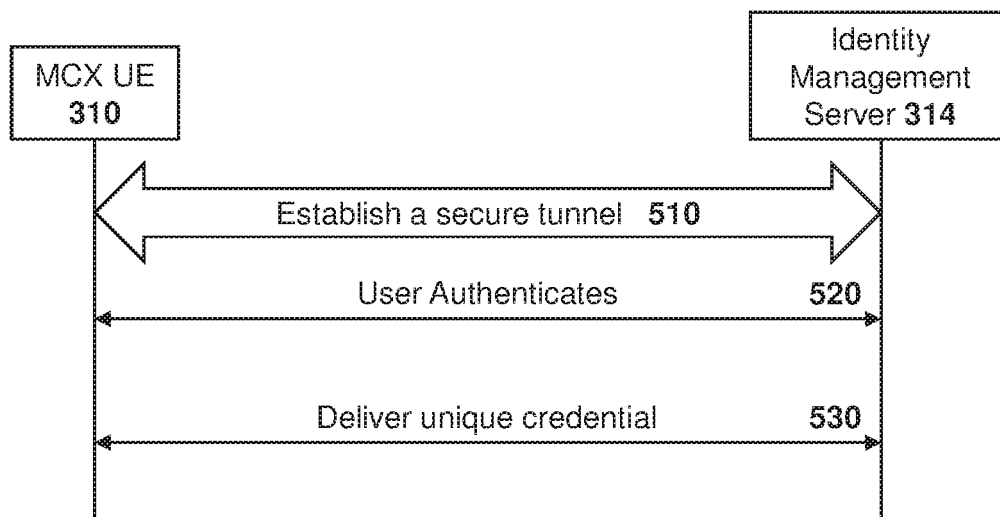 MCX UE
310
Identity
Management
Server 314
Establish a secure tunnel 510
User Authenticates 520
Deliver unique credential 530